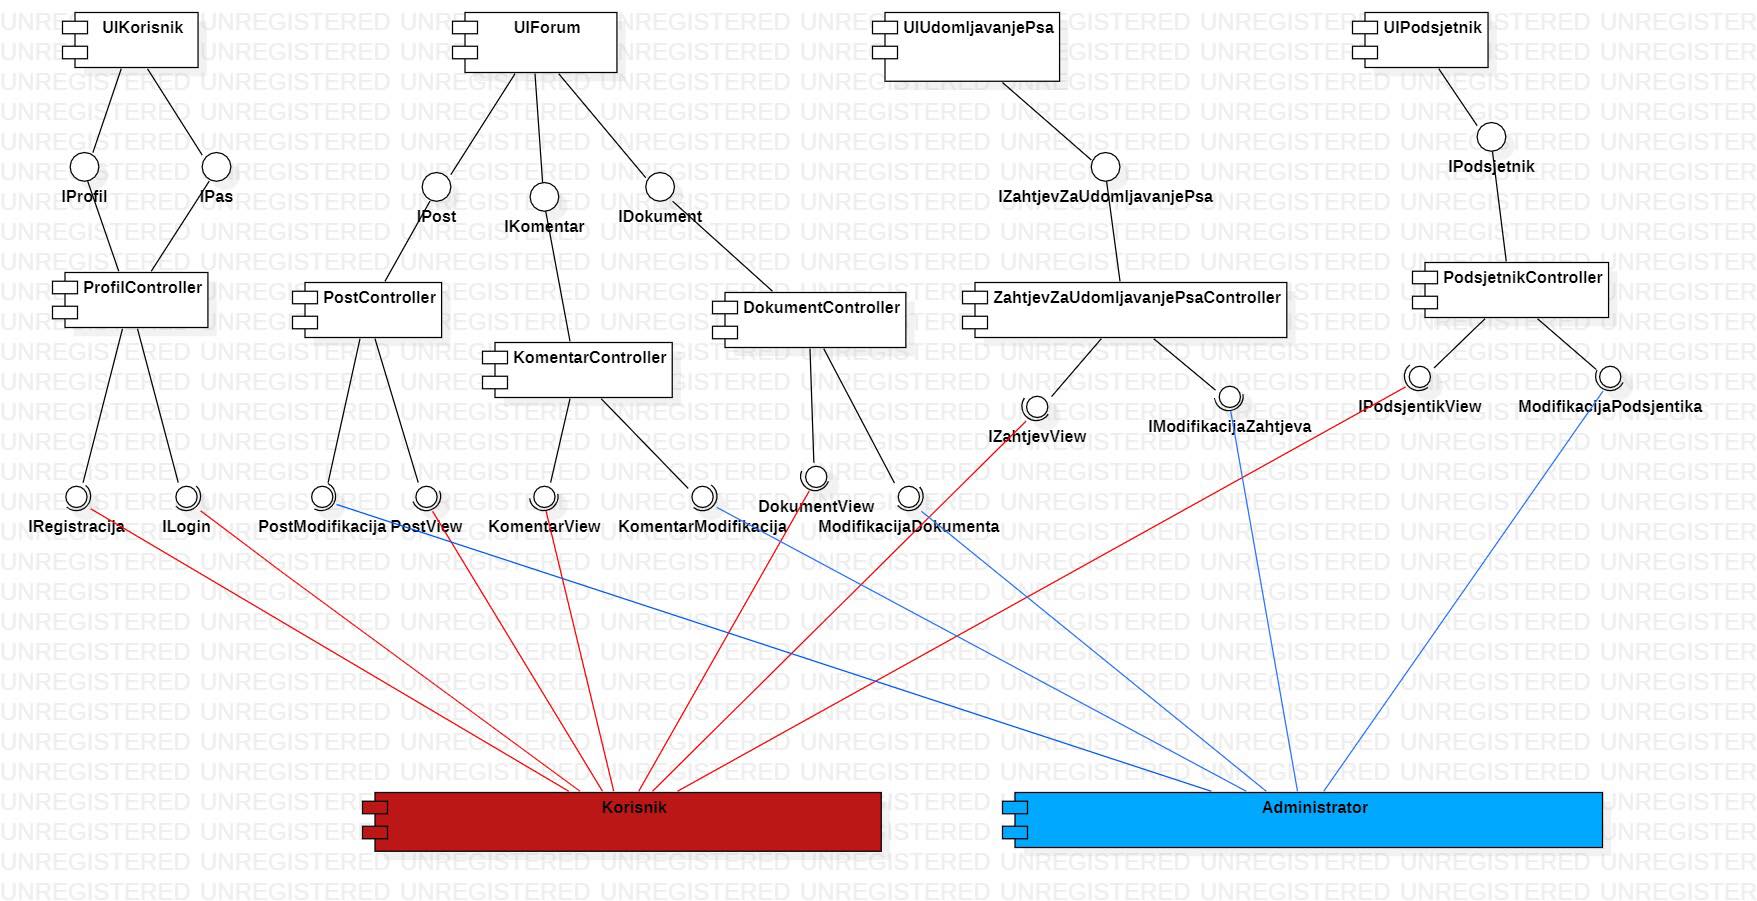 UIKorisnik
UIForum
UIUdomljavanjePsa
UIPodsjetnik
IProfil
IPas
IPost
IKomentar
IDokument
IZahtjevZaUdomljavanjePsa
IPodsjetnik
ProfilController
PostController
KomentarController
DokumentController
ZahtjevZaUdomljavanjePsaController
PodsjetnikController
IRegistracija
ILogin
PostModifikacija
PostView
KomentarView
KomentarModifikacija
DokumentView
ModifikacijaDokumenta
IZahtjevView
IModifikacijaZahtjeva
IPodsjentikView
ModifikacijaPodsjentika
Korisnik
Administrator
UNREGISTERED